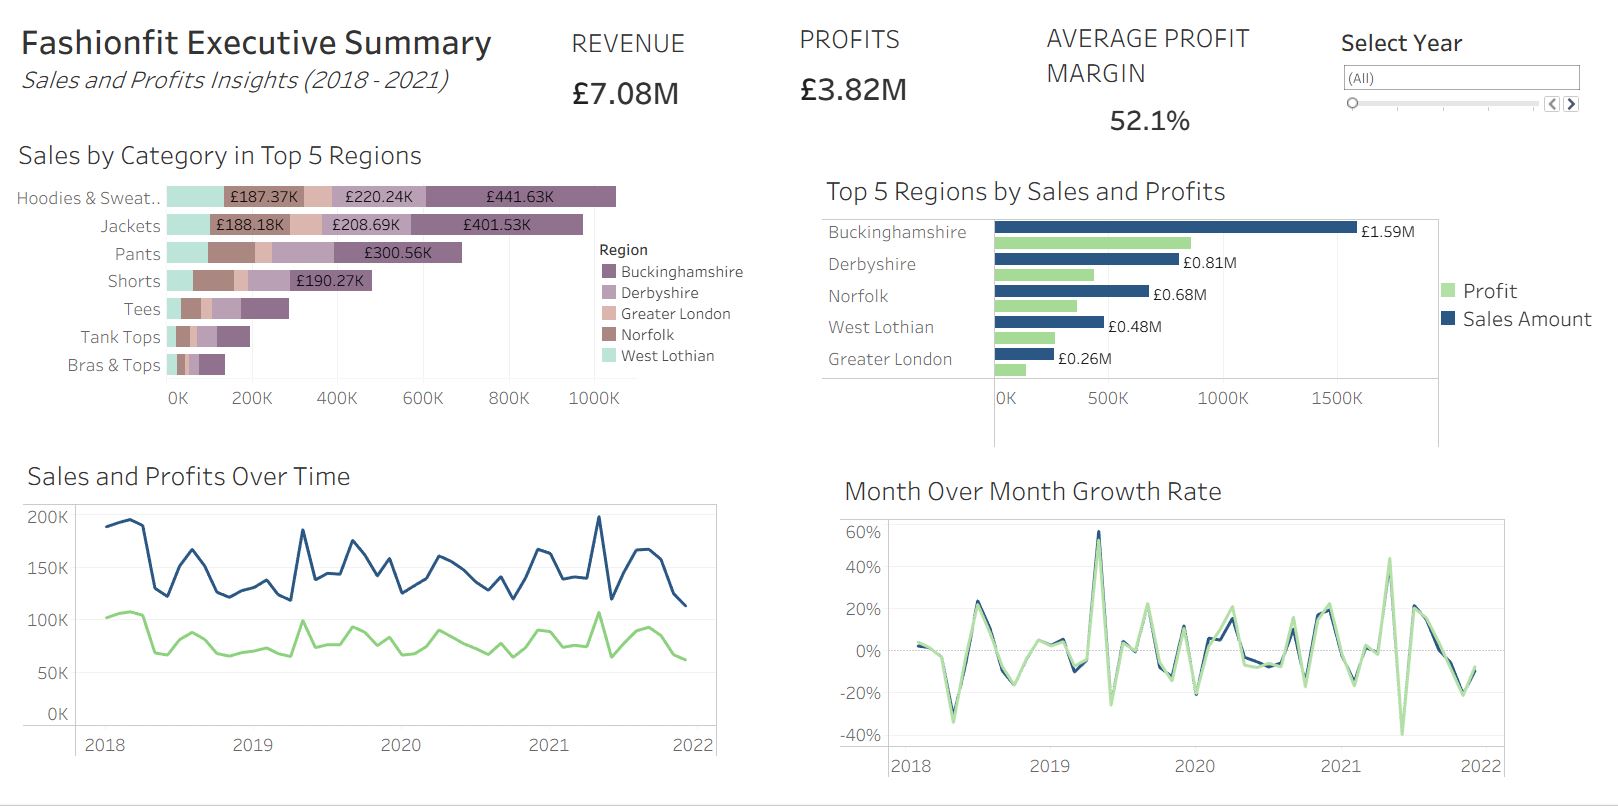 Fashionfit Executive Summary
Sales and Profits Insights (2018 - 2021)
REVENUE
£7.08M
PROFITS
£3.82M
AVERAGE PROFIT
MARGIN
52.1%
Select Year
(All)
Sales by Category in Top 5 Regions
Hoodies & Sweat..
£187.37K
£220.24K
£441.63K
Jackets
£188.18K
£208.69K
£401.53K
Pants
£300.56K
Shorts
£190.27K
Tees
Tank Tops
Bras & Tops
0K
200K
400K
600K
800K
1000K
Region
Buckinghamshire
Derbyshire
Greater London
Norfolk
West Lothian
Top 5 Regions by Sales and Profits
Buckinghamshire
£1.59M
Derbyshire
£0.81M
Norfolk
£0.68M
West Lothian
£0.48M
Greater London
£0.26M
0K
500K
1000K
1500K
Profit
Sales Amount
Sales and Profits Over Time
200K
150K
100K
50K
0K
2018
2019
2020
2021
2022
Month Over Month Growth Rate
60%
40%
20%
0%
-20%
-40%
2018
2019
2020
2021
2022